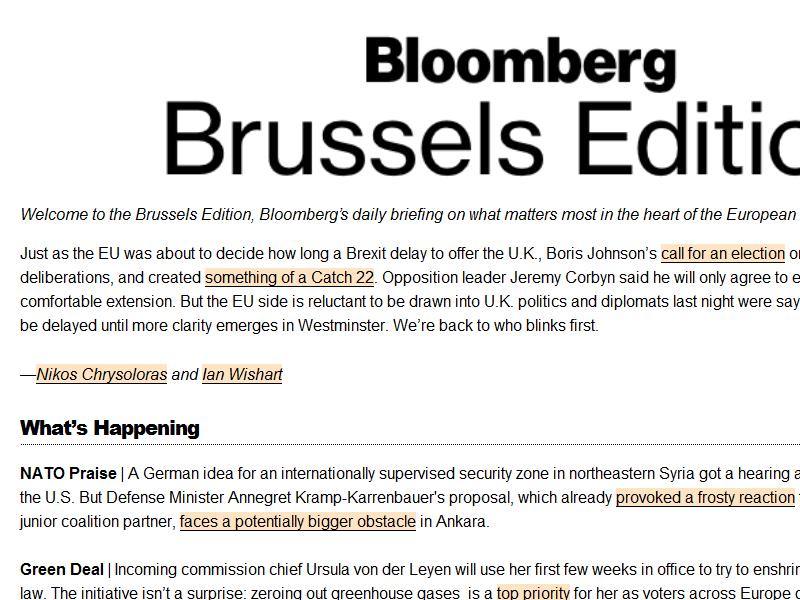 Bloomberg
Brussels Editio
Welcome to the Brussels Edition, Bloomberg's daily briefing on what matters most in the heart of the European
Just as the EU was about to decide how long a Brexit delay to offer the U.K., Boris Johnson's call for an election or
deliberations, and created something of a Catch 22. Opposition leader Jeremy Corbyn said he will only agree to e
comfortable extension. But the EU side is reluctant to be drawn into U.K. politics and diplomats last night were say
be delayed until more clarity emerges in Westminster. We're back to who blinks first.
—Nikos Chrysoloras and Ian Wishart
What's Happening
NATO Praise | A German idea for an internationally supervised security zone in northeastern Syria got a hearing a
the U.S. But Defense Minister Annegret Kramp-Karrenbauer's proposal, which already provoked a frosty reaction
junior coalition partner, faces a potentially bigger obstacle in Ankara.
Green Deal | Incoming commission chief Ursula von der Leyen will use her first few weeks in office to try to enshrin
law. The initiative isn't a surprise: zeroing out greenhouse gases is a top priority for her as voters across Europe